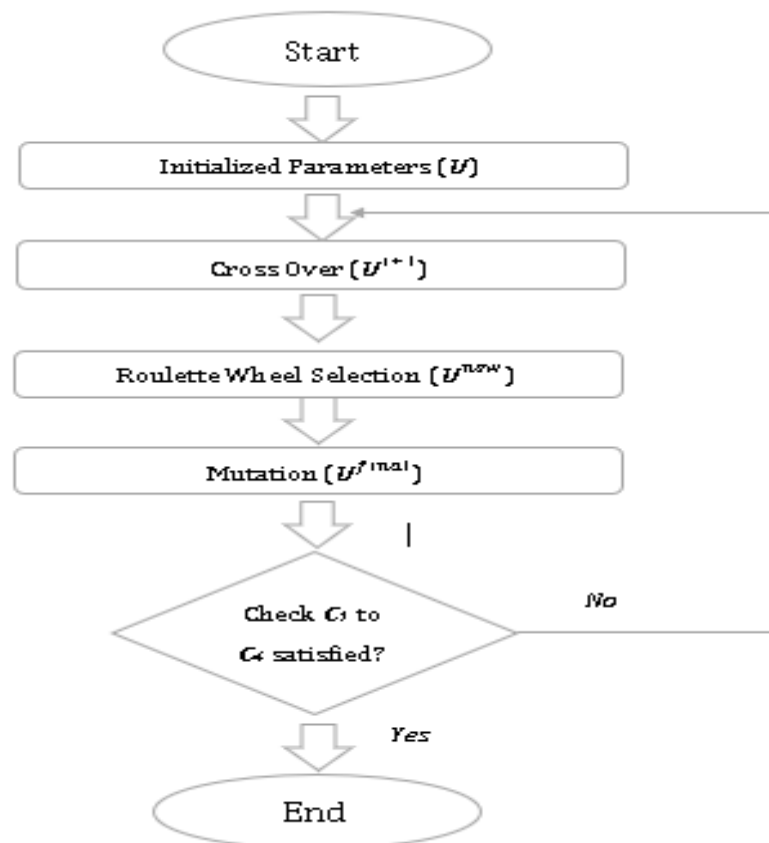 Start
Initialized Parameters (U)
Cross Over (U^{i+1})
Roulette Wheel Selection (U^{new})
Mutation (U^{final})
Check C₁ to
C₄ satisfied?
No
Yes
End